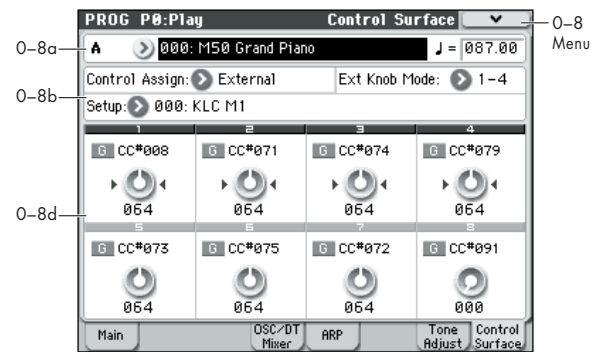 PROG P0:Play Control Surface
0–8
Menu
0–8a
A 000: M50 Grand Piano ♩= 087.00
0–8b
Control Assign: External Ext Knob Mode: 1-4
Setup: 000: KLC M1
0–8d
1 2 3 4
G CC#008 G CC#071 G CC#074 G CC#079
064 064 064 064
5 6 7 8
G CC#073 G CC#075 G CC#072 G CC#091
064 064 064 000
Main OSC/DT Mixer ARP Tone Adjust Control Surface